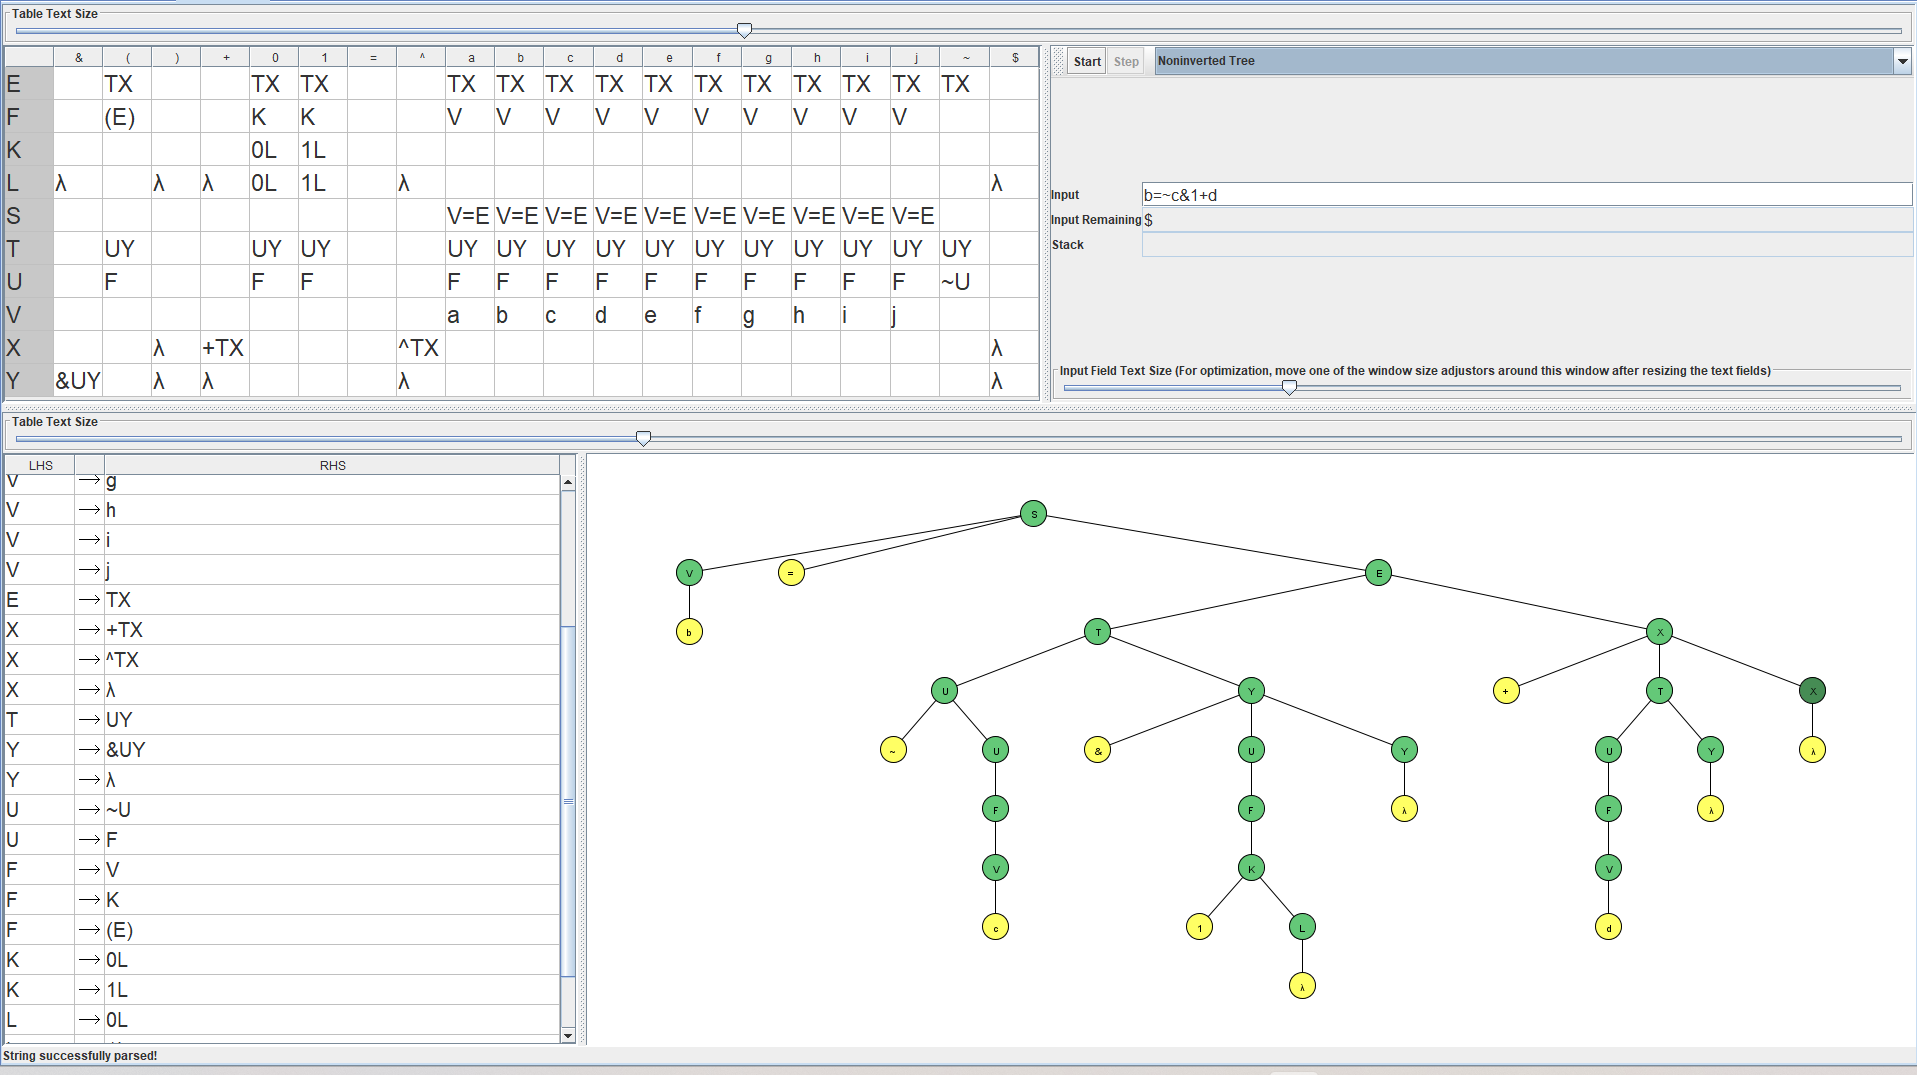 Table Text Size
& ( ) + 0 1 = ^ a b c d e f g h i j ~ $
E TX TX TX TX TX TX TX TX TX TX TX TX TX TX
F (E) K K V V V V V V V V V V
K 0L 1L
L λ λ λ 0L 1L λ λ
S V=E V=E V=E V=E V=E V=E V=E V=E V=E V=E
T UY UY UY UY UY UY UY UY UY UY UY UY UY UY
U F F F F F F F F F F F F F ~U
V a b c d e f g h i j
X λ +TX ^TX λ
Y &UY λ λ λ λ
Start Step Noninverted Tree
Input b=~c&1+d
Input Remaining $
Stack
Input Field Text Size (For optimization, move one of the window size adjustors around this window after resizing the text fields)
Table Text Size
LHS RHS
V → g
V → h
V → i
V → j
E → TX
X → +TX
X → ^TX
X → λ
T → UY
Y → &UY
Y → λ
U → ~U
U → F
F → V
F → K
F → (E)
K → 0L
K → 1L
L → 0L
S
V = E
b T X
U Y + T X
~ U & U Y U Y λ
F F λ F λ
V K V
c 1 L d
λ
String successfully parsed!